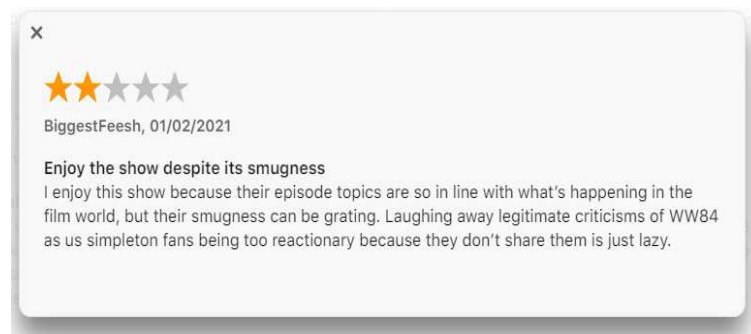 ×
BiggestFeesh, 01/02/2021
Enjoy the show despite its smugness
I enjoy this show because their episode topics are so in line with what's happening in the
film world, but their smugness can be grating. Laughing away legitimate criticisms of WW84
as us simpleton fans being too reactionary because they don't share them is just lazy.